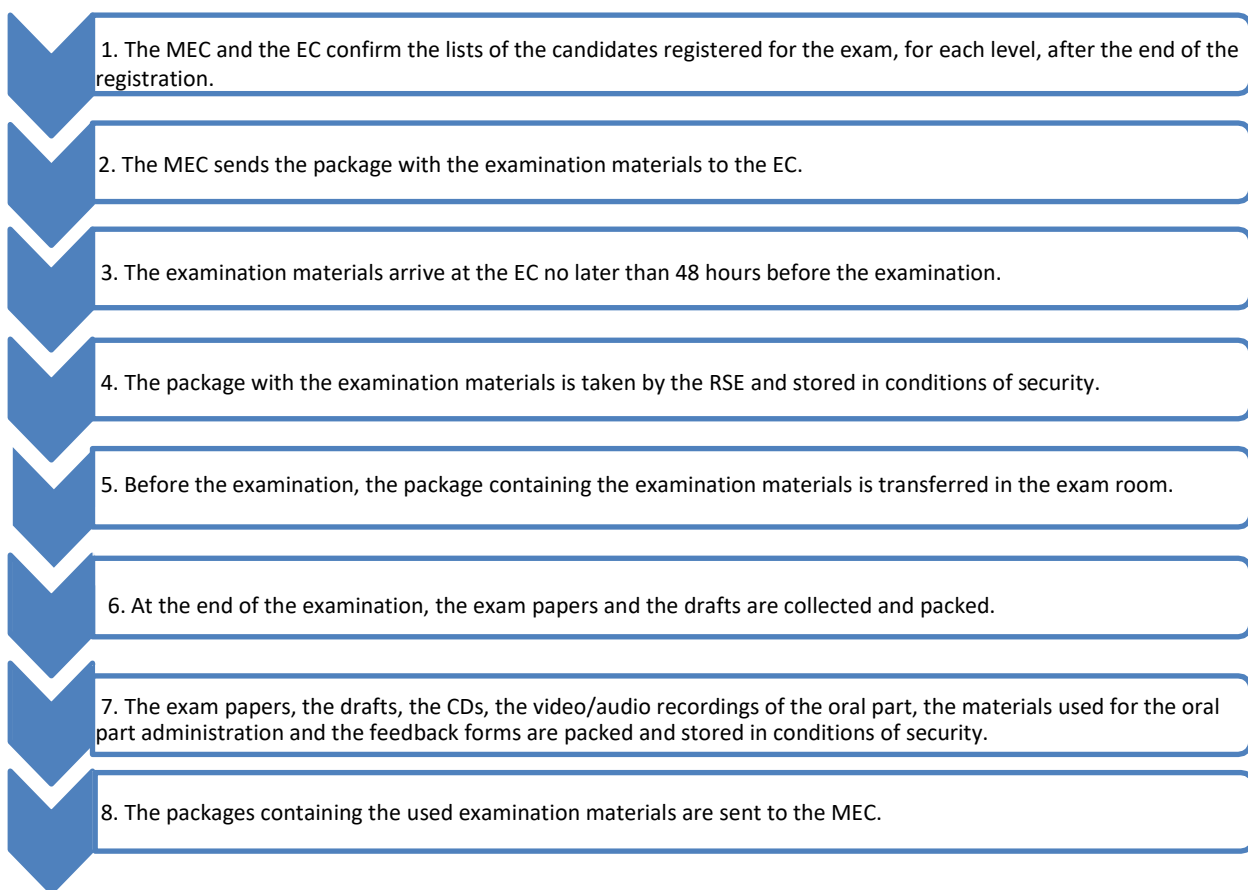 1. The MEC and the EC confirm the lists of the candidates registered for the exam, for each level, after the end of the
registration.
2. The MEC sends the package with the examination materials to the EC.
3. The examination materials arrive at the EC no later than 48 hours before the examination.
4. The package with the examination materials is taken by the RSE and stored in conditions of security.
5. Before the examination, the package containing the examination materials is transferred in the exam room.
6. At the end of the examination, the exam papers and the drafts are collected and packed.
7. The exam papers, the drafts, the CDs, the video/audio recordings of the oral part, the materials used for the oral
part administration and the feedback forms are packed and stored in conditions of security.
8. The packages containing the used examination materials are sent to the MEC.